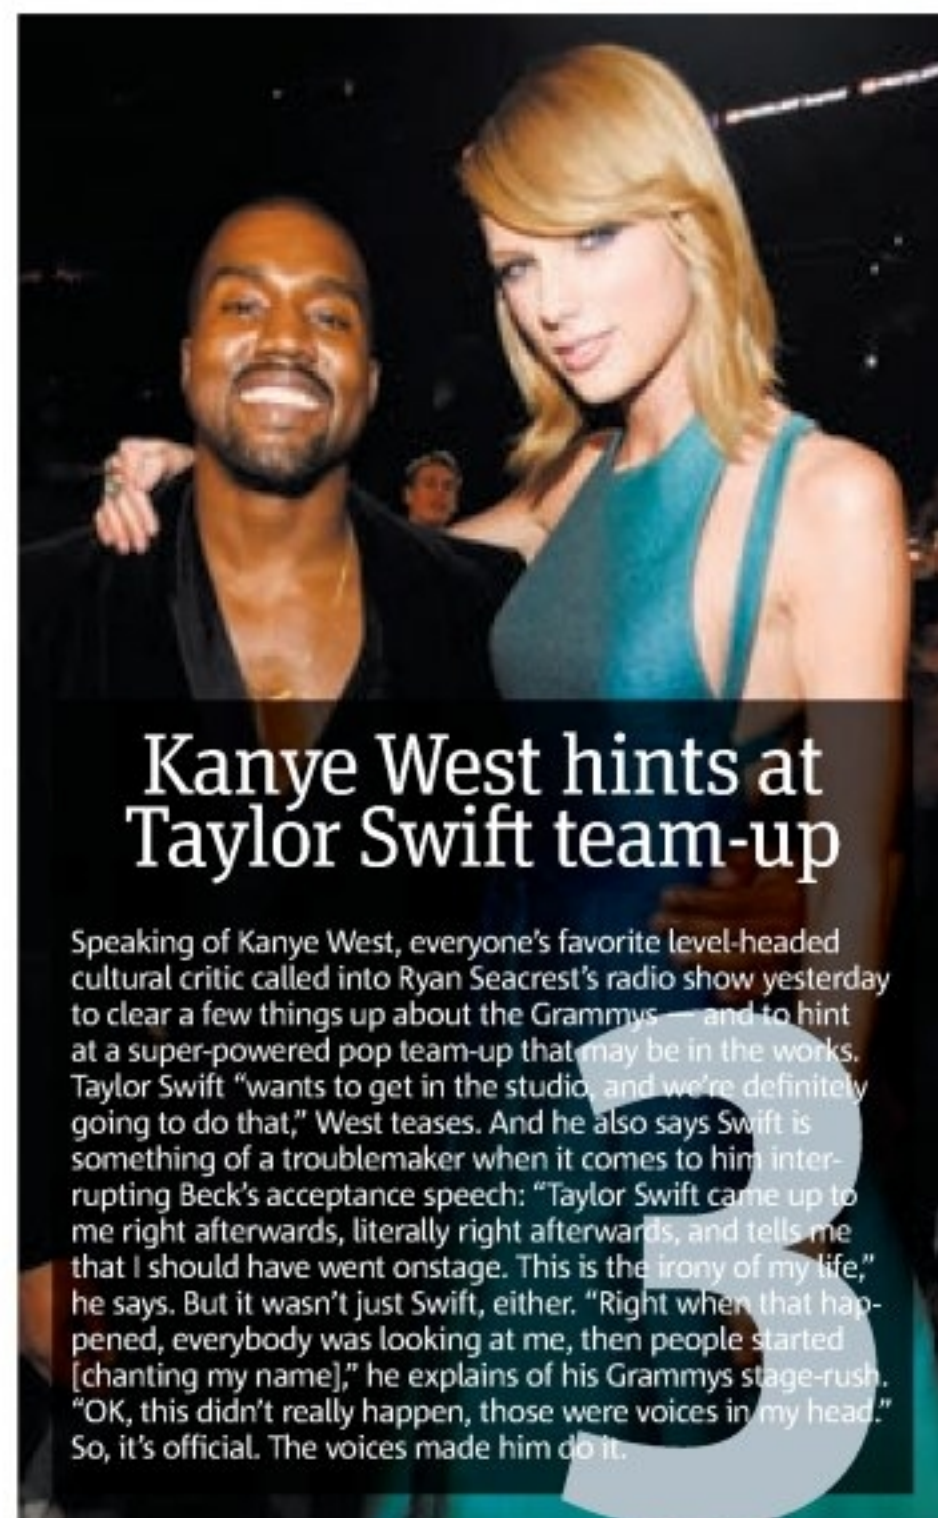 Kanye West hints at
Taylor Swift team-up
Speaking of Kanye West, everyone’s favorite level-headed
cultural critic called into Ryan Seacrest’s radio show yesterday
to clear a few things up about the Grammys — and to hint
at a super-powered pop team-up that may be in the works.
Taylor Swift “wants to get in the studio, and we’re definitely
going to do that,” West teases. And he also says Swift is
something of a troublemaker when it comes to him inter-
rupting Beck’s acceptance speech: “Taylor Swift came up to
me right afterwards, literally right afterwards, and tells me
that I should have went onstage. This is the irony of my life,”
he says. But it wasn’t just Swift, either. “Right when that hap-
pened, everybody was looking at me, then people started
[chanting my name],” he explains of his Grammys stage-rush.
“OK, this didn’t really happen, those were voices in my head.”
So, it’s official. The voices made him do it.
3